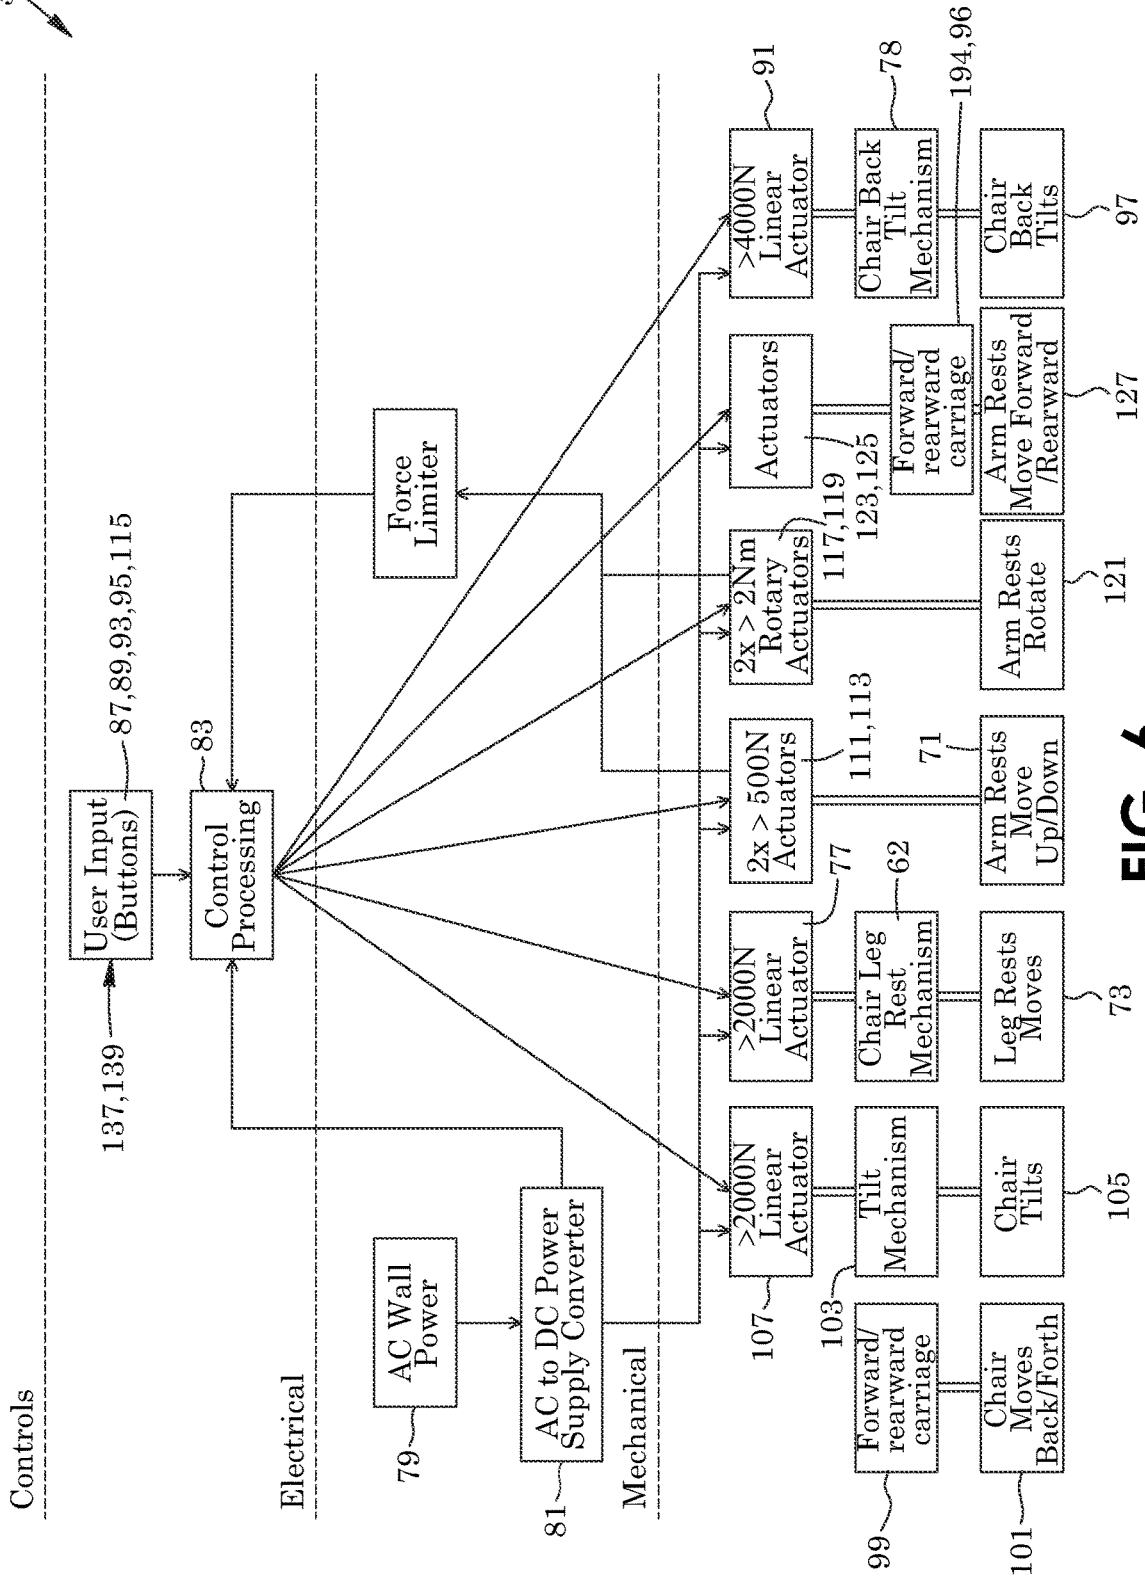 Controls
137,139
User Input
(Buttons)
87,89,93,95,115
Control
Processing
83
Electrical
79
AC Wall
Power
Force
Limiter
81
AC to DC Power
Supply Converter
Mechanical
107
>2000N
Linear
Actuator
>2000N
Linear
Actuator
77
2x > 500N
Actuators
111,113
2x > 2Nm
Rotary
Actuators
117,119
Actuators
123,125
>4000N
Linear
Actuator
91
99
Forward/
rearward
carriage
103
Tilt
Mechanism
Chair Leg
Rest
Mechanism
62
Forward/
rearward
carriage
194,96
Chair Back
Tilt
Mechanism
78
101
Chair
Moves
Back/Forth
Chair
Tilts
105
Leg Rests
Moves
73
Arm Rests
Move
Up/Down
71
Arm Rests
Rotate
121
Arm Rests
Move Forward
/Rearward
127
Chair
Back
Tilts
97
FIG. 6